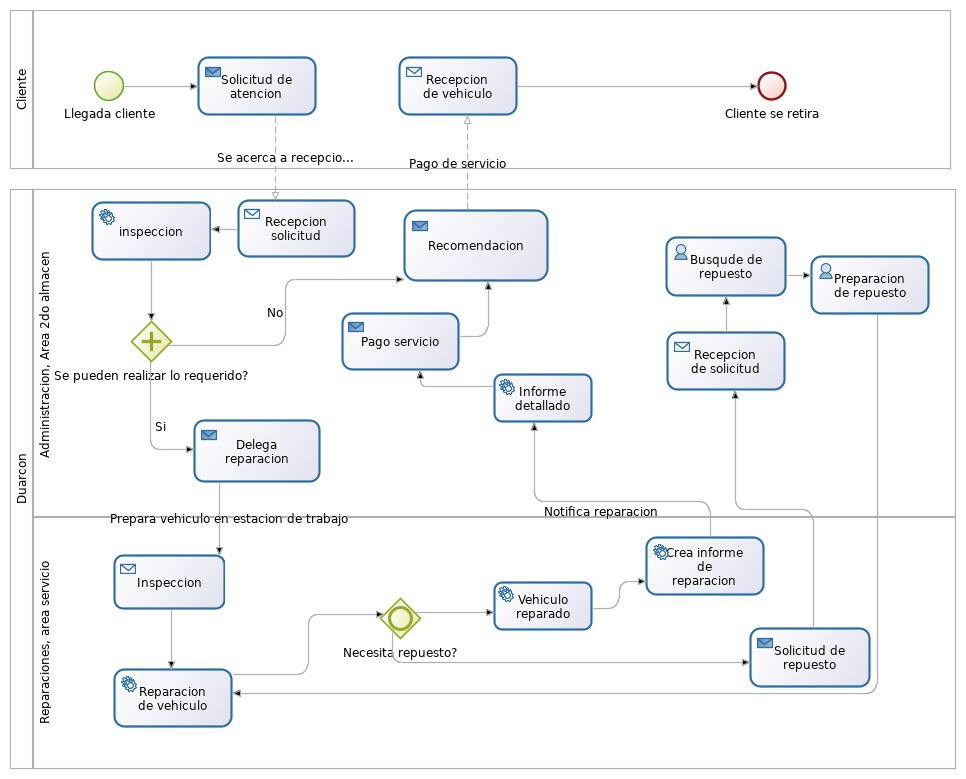 Cliente
Llegada cliente
Solicitud de
atencion
Recepcion
de vehiculo
Cliente se retira
Se acerca a recepcio...
Pago de servicio
Duarcon
Administracion, Area 2do almacen
inspeccion
Recepcion
solicitud
Recomendacion
Busqude de
repuesto
Preparacion
de repuesto
No
Pago servicio
Recepcion
de solicitud
Se pueden realizar lo requerido?
Informe
detallado
Si
Delega
reparacion
Notifica reparacion
Prepara vehiculo en estacion de trabajo
Reparaciones, area servicio
Inspeccion
Crea informe
de
reparacion
Vehiculo
reparado
Necesita repuesto?
Solicitud de
repuesto
Reparacion
de vehiculo